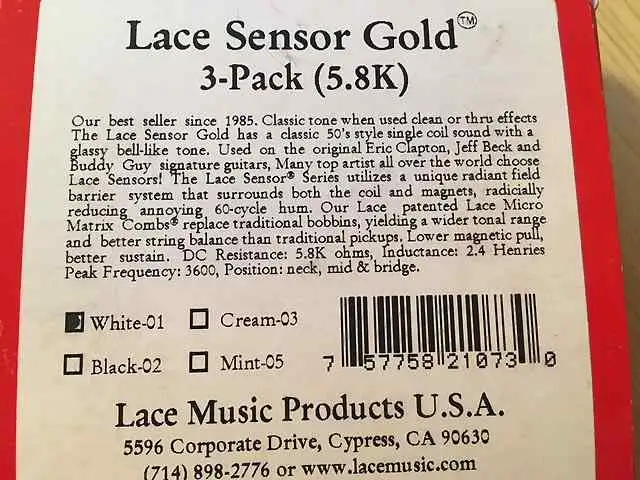 Lace Sensor Gold™
3-Pack (5.8K)
Our best seller since 1985. Classic tone when used clean or thru effects
The Lace Sensor Gold has a classic 50's style single coil sound with a
glassy bell-like tone. Used on the original Eric Clapton, Jeff Beck and
Buddy Guy signature guitars, Many top artist all over the world choose
Lace Sensors! The Lace Sensor® Series utilizes a unique radiant field
barrier system that surrounds both the coil and magnets, radicially
reducing annoying 60-cycle hum. Our Lace patented Lace Micro
Matrix Combs® replace traditional bobbins, yielding a wider tonal range
and better string balance than traditional pickups. Lower magnetic pull,
better sustain. DC Resistance: 5.8K ohms, Inductance: 2.4 Henries
Peak Frequency: 3600, Position: neck, mid & bridge.
White-01 Cream-03
Black-02 Mint-05
7 57758 21073 0
Lace Music Products U.S.A.
5596 Corporate Drive, Cypress, CA 90630
(714) 898-2776 or www.lacemusic.com